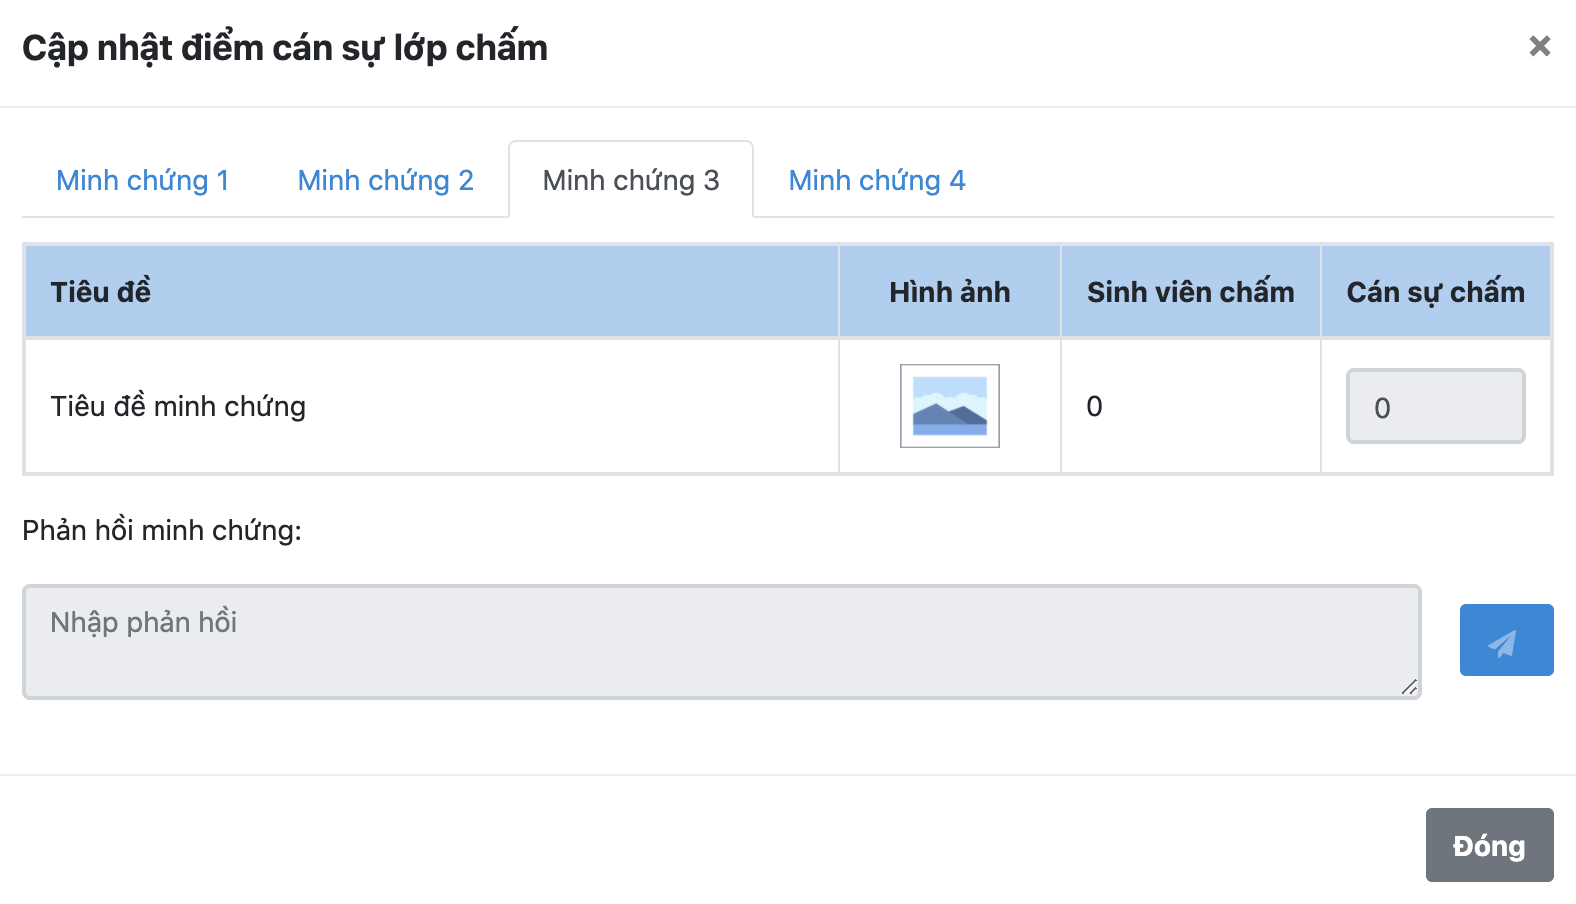 Cập nhật điểm cán sự lớp chấm ×
Minh chứng 1 Minh chứng 2 Minh chứng 3 Minh chứng 4
Tiêu đề Hình ảnh Sinh viên chấm Cán sự chấm
Tiêu đề minh chứng 0 0
Phản hồi minh chứng:
Nhập phản hồi
Đóng